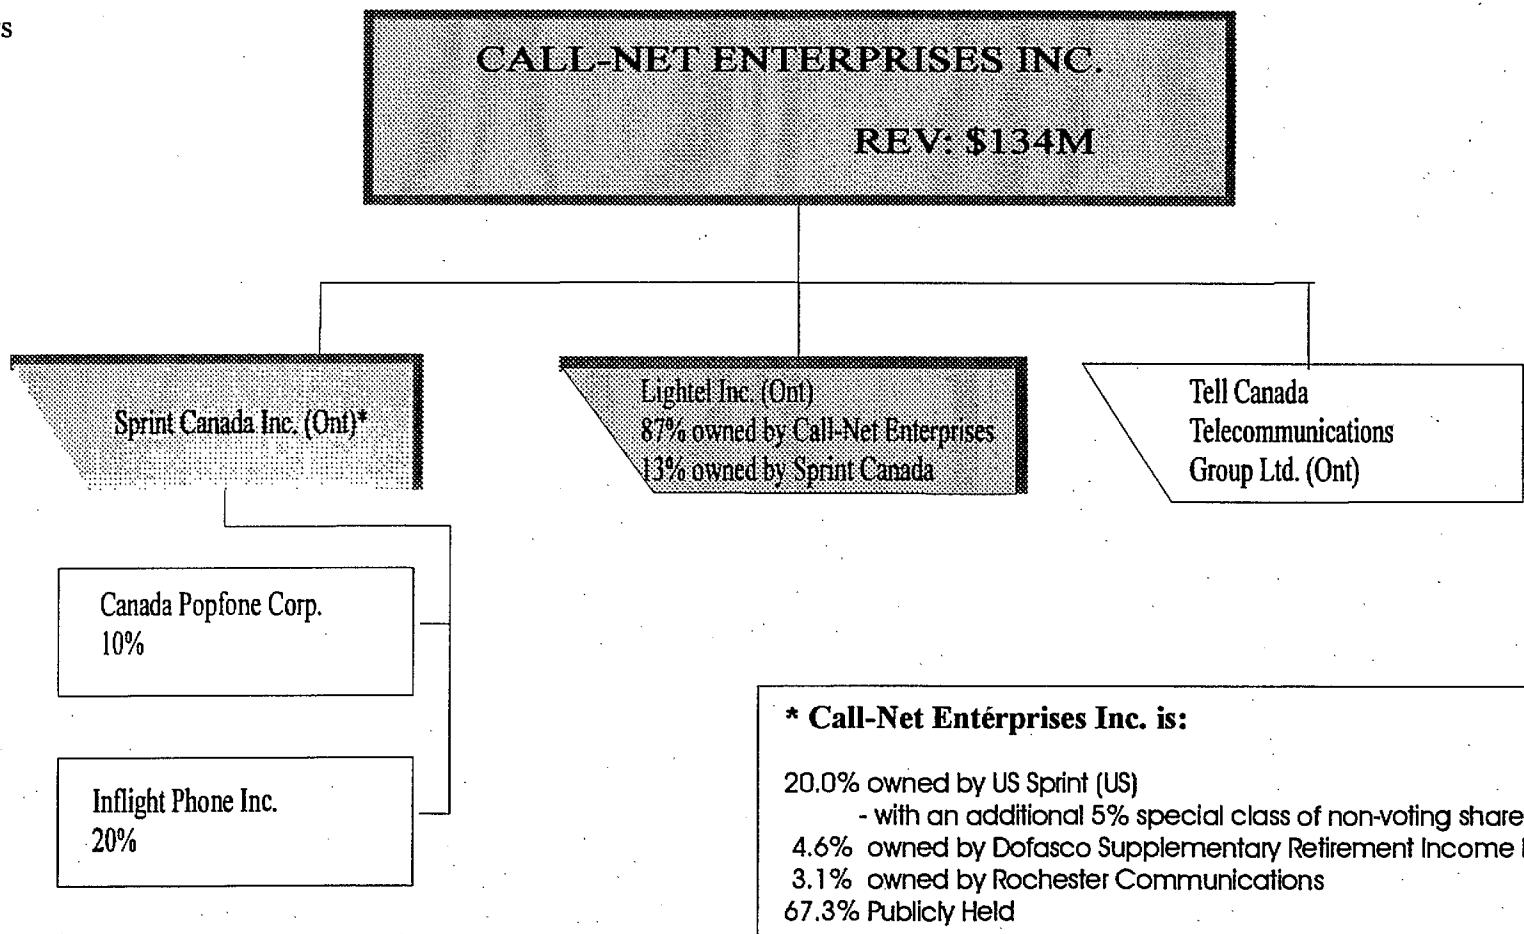 s
CALL-NET ENTERPRISES INC.
REV: $134M
Sprint Canada Inc. (Ont)*
Lightel Inc. (Ont)
87% owned by Call-Net Enterprises
13% owned by Sprint Canada
Tell Canada
Telecommunications
Group Ltd. (Ont)
Canada Popfone Corp.
10%
Inflight Phone Inc.
20%
* Call-Net Enterprises Inc. is:
20.0% owned by US Sprint (US)
- with an additional 5% special class of non-voting share
4.6% owned by Dofasco Supplementary Retirement Income
3.1% owned by Rochester Communications
67.3% Publicly Held